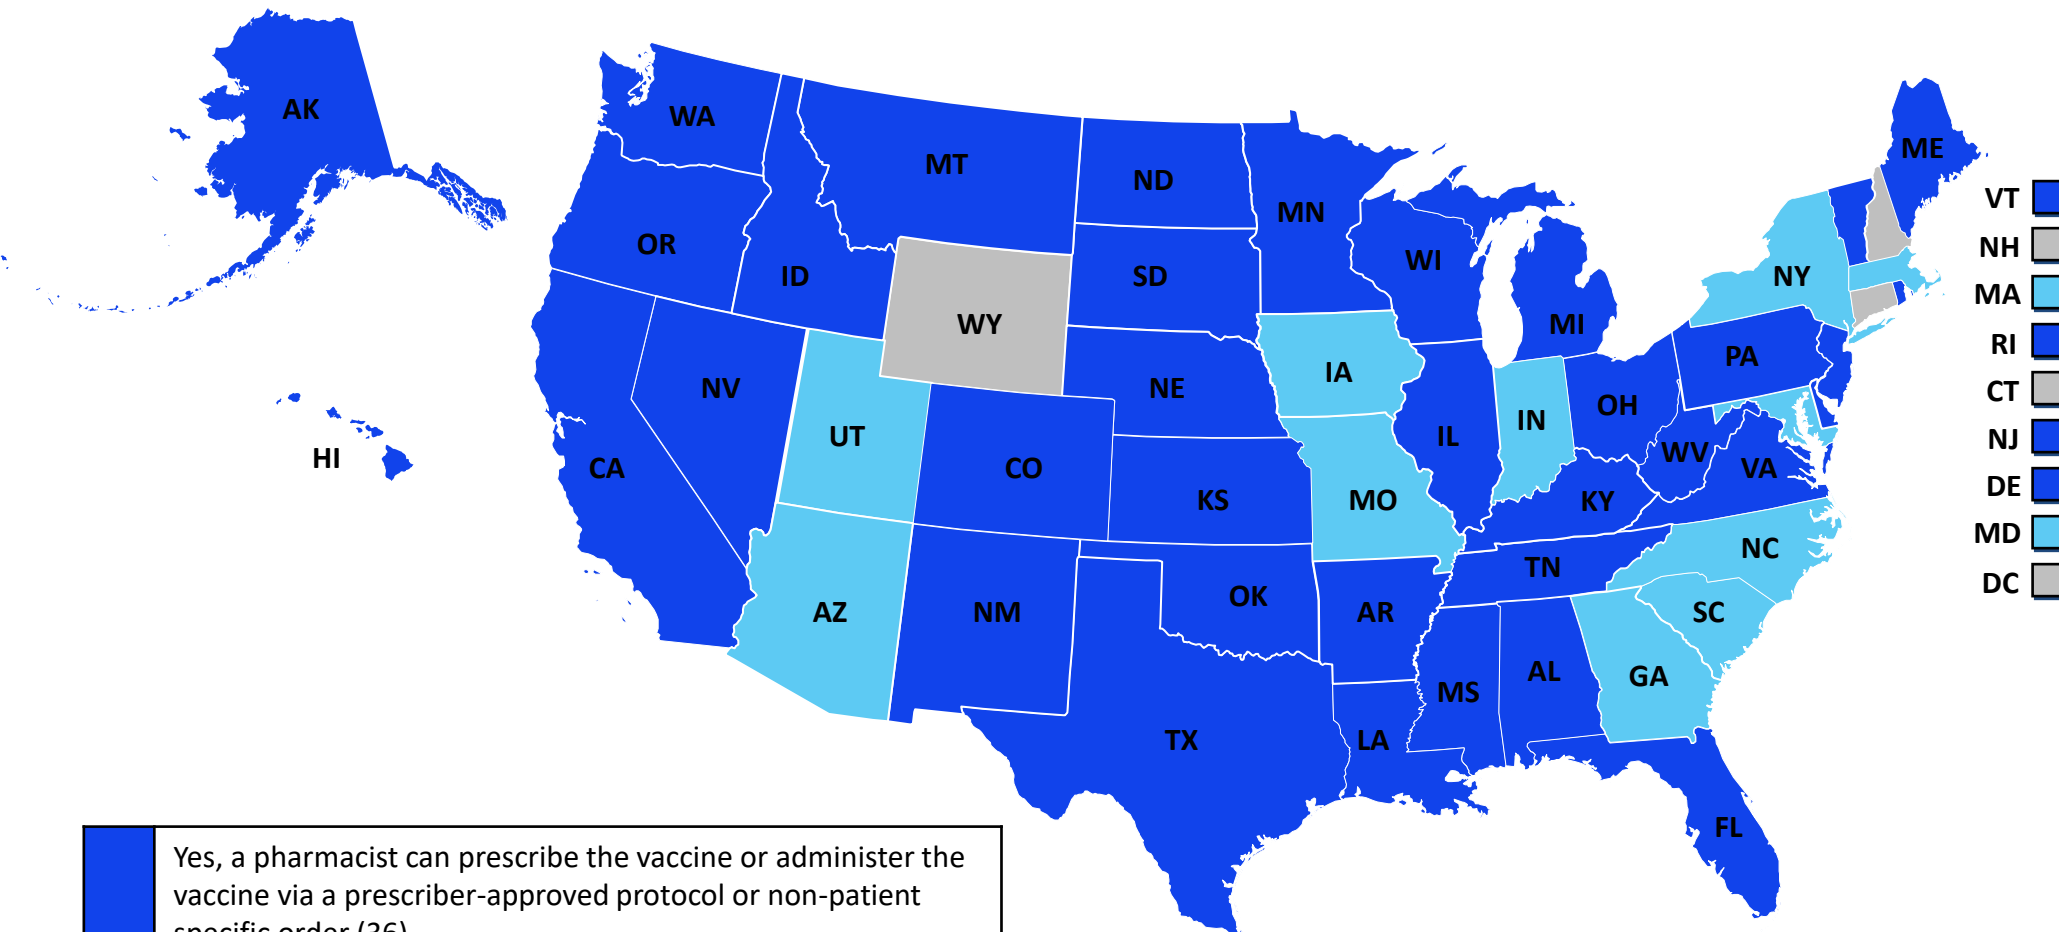 AK
WA
MT
ND
MN
ME
VT
OR
ID
SD
WI
NY
NH
MA
WY
MI
RI
HI
NV
UT
NE
IA
IL
IN
OH
PA
CT
NJ
CA
CO
KS
MO
KY
WV
VA
DE
MD
AZ
NM
OK
AR
TN
NC
DC
SC
TX
LA
MS
AL
GA
FL
Yes, a pharmacist can prescribe the vaccine or administer the
vaccine via a prescriber-approved protocol or non-patient
specific order (36)